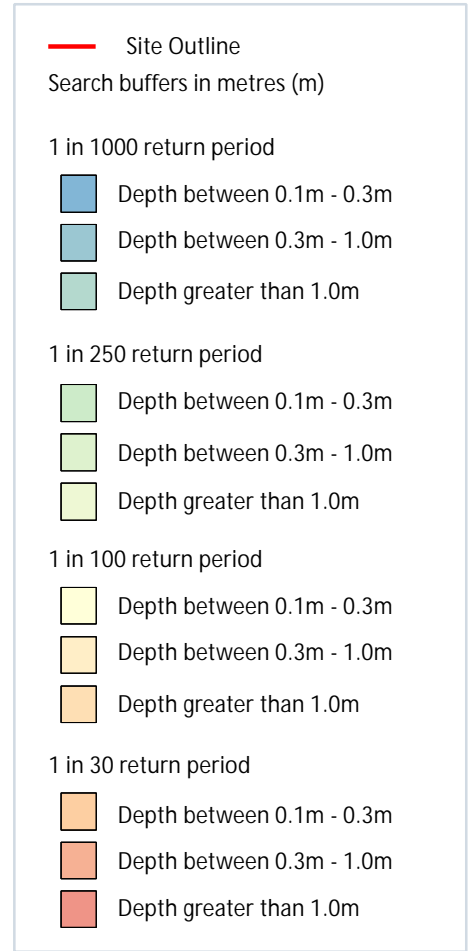 Site Outline
Search buffers in metres (m)
1 in 1000 return period
Depth between 0.1m - 0.3m
Depth between 0.3m - 1.0m
Depth greater than 1.0m
1 in 250 return period
Depth between 0.1m - 0.3m
Depth between 0.3m - 1.0m
Depth greater than 1.0m
1 in 100 return period
Depth between 0.1m - 0.3m
Depth between 0.3m - 1.0m
Depth greater than 1.0m
1 in 30 return period
Depth between 0.1m - 0.3m
Depth between 0.3m - 1.0m
Depth greater than 1.0m